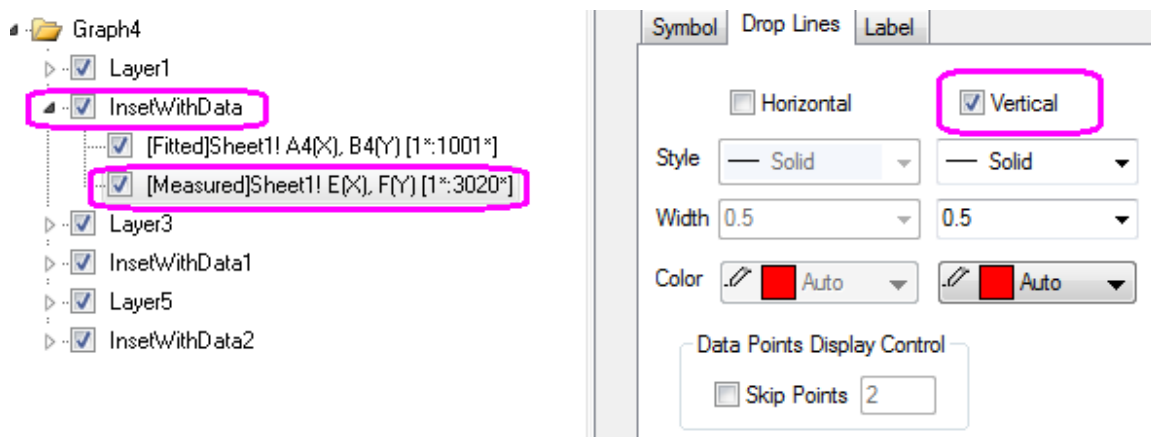 Graph4
Layer1
InsetWithData
[Fitted]Sheet1! A4(X), B4(Y) [1*:1001*]
[Measured]Sheet1! E(X), F(Y) [1*:3020*]
Layer3
InsetWithData1
Layer5
InsetWithData2
Symbol Drop Lines Label
Horizontal Vertical
Style Solid Solid
Width 0.5 0.5
Color Auto Auto
Data Points Display Control
Skip Points 2